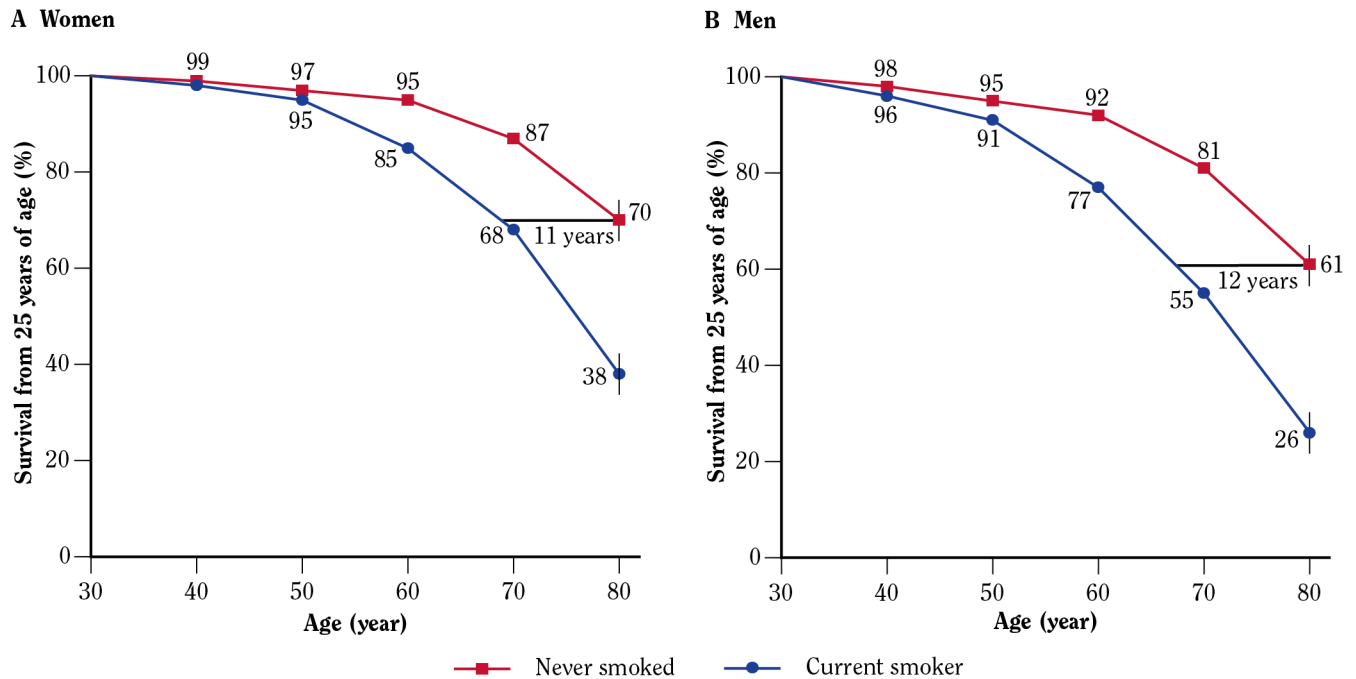 A Women
Survival from 25 years of age (%)
100
80
60
40
20
0
99
97
95
87
70
95
85
68
38
11 years
30 40 50 60 70 80
Age (year)
B Men
Survival from 25 years of age (%)
100
80
60
40
20
0
98
95
92
81
61
96
91
77
55
26
12 years
30 40 50 60 70 80
Age (year)
Never smoked Current smoker